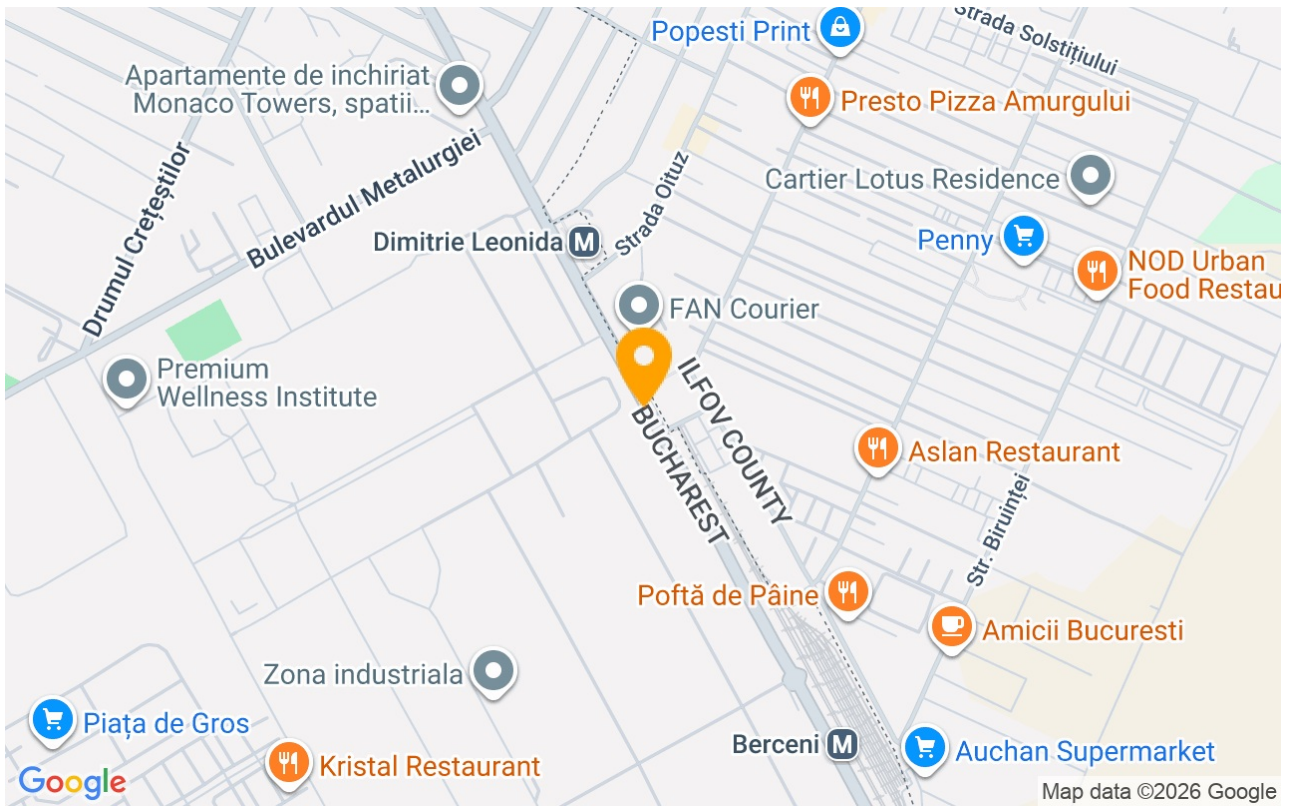 Strada Solstițiului
Popesti Print
Apartamente de inchiriat
Monaco Towers, spatii...
Presto Pizza Amurgului
Drumul Crețeștilor
Bulevardul Metalurgiei
Strada Oituz
Cartier Lotus Residence
Dimitrie Leonida M
Penny
NOD Urban
Food Restau
FAN Courier
Premium
Wellness Institute
ILFOV COUNTY
BUCHAREST
Aslan Restaurant
Str. Biruinței
Poftă de Pâine
Amicii Bucuresti
Zona industriala
Piața de Gros
Berceni M
Auchan Supermarket
Kristal Restaurant
Google
Map data ©2026 Google